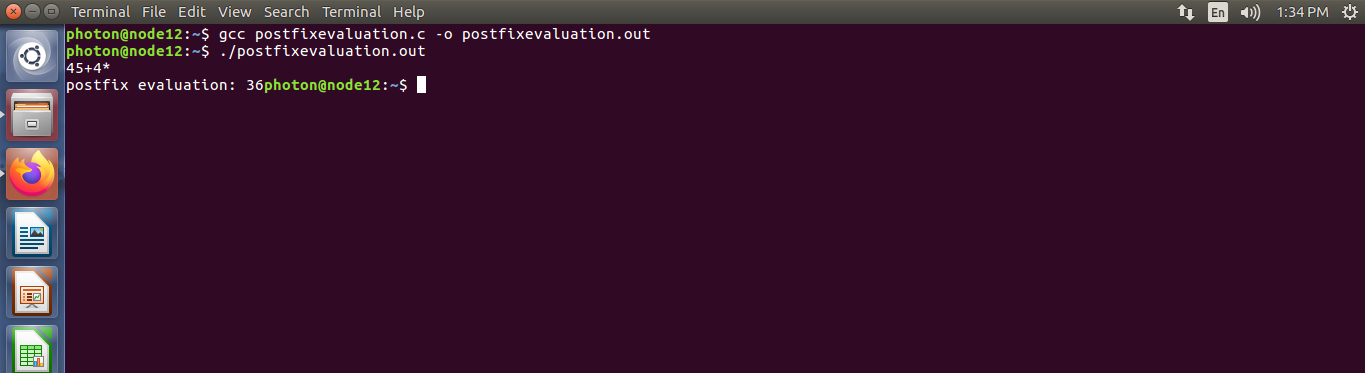 Terminal File Edit View Search Terminal Help En 1:34 PM
photon@node12:~$ gcc postfixevaluation.c -o postfixevaluation.out
photon@node12:~$ ./postfixevaluation.out
45+4*
postfix evaluation: 36photon@node12:~$